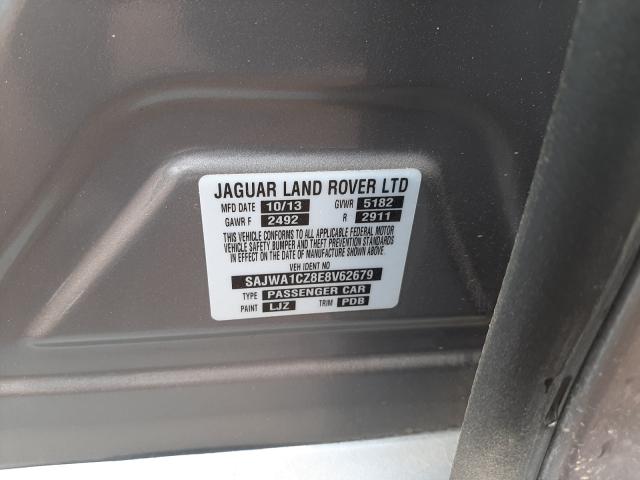 JAGUAR LAND ROVER LTD
MFD DATE 10/13 GVWR 5182
GAWR F 2492 R 2911
THIS VEHICLE CONFORMS TO ALL APPLICABLE FEDERAL MOTOR
VEHICLE SAFETY, BUMPER AND THEFT PREVENTION STANDARDS
IN EFFECT ON THE DATE OF MANUFACTURE SHOWN ABOVE.
VEH IDENT NO
SAJWA1CZ8E8V62679
TYPE PASSENGER CAR
PAINT LJZ TRIM PDB